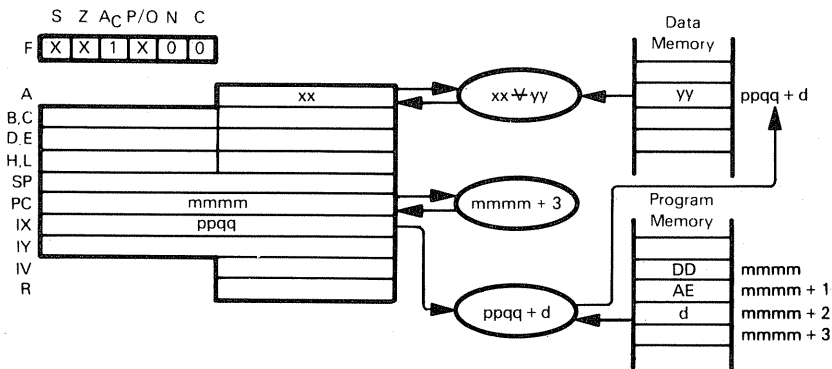 S Z AC P/O N C
F X X 1 X 0 0
Data
Memory
A xx
xx ⊻ yy
yy ppqq + d
B,C
D,E
H,L
SP
PC mmmm
mmmm + 3
Program
Memory
IX ppqq
IY
IV
R
ppqq + d
DD mmmm
AE mmmm + 1
d mmmm + 2
mmmm + 3